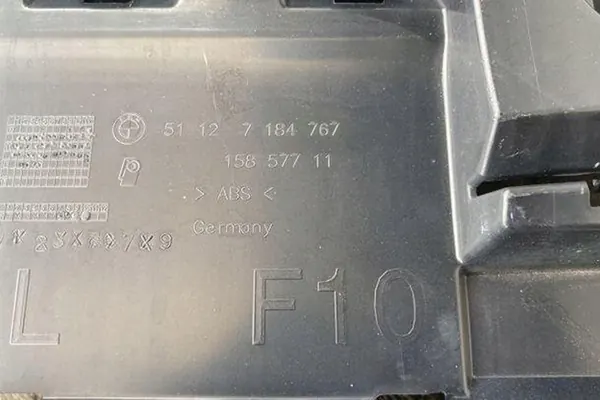 51 12 7 184 767
158 577 11
> ABS <
Germany
L F10